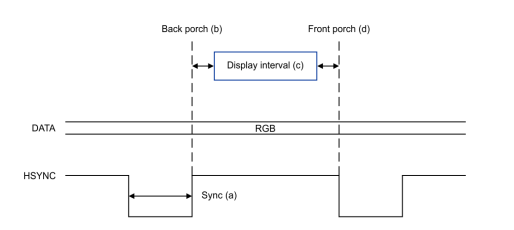 Back porch (b)
Front porch (d)
Display interval (c)
DATA
RGB
HSYNC
Sync (a)